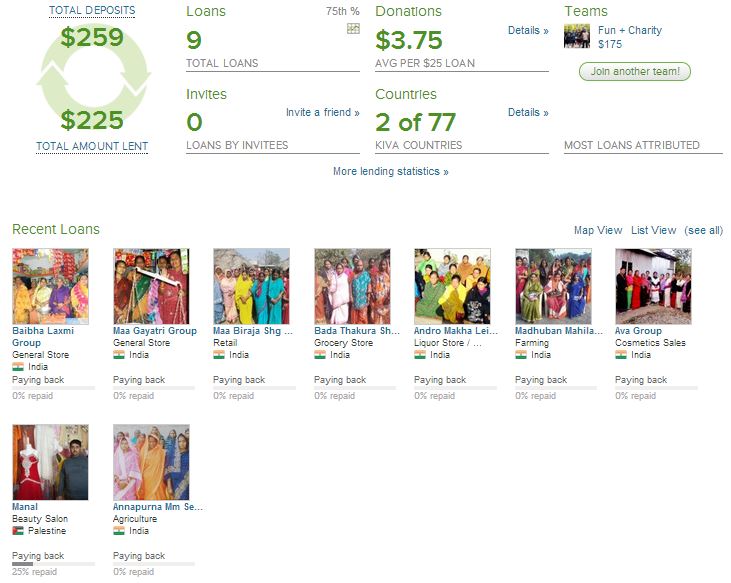 TOTAL DEPOSITS
$259
$225
TOTAL AMOUNT LENT
Loans
75th %
9
TOTAL LOANS
Donations
$3.75
Details »
AVG PER $25 LOAN
Teams
Fun + Charity
$175
Join another team!
Invites
Invite a friend »
0
LOANS BY INVITEES
Countries
Details »
2 of 77
KIVA COUNTRIES
MOST LOANS ATTRIBUTED
More lending statistics »
Recent Loans
Map View List View (see all)
Baibha Laxmi
Group
General Store
India
Paying back
0% repaid
Maa Gayatri Group
General Store
India
Paying back
0% repaid
Maa Biraja Shg ...
Retail
India
Paying back
0% repaid
Bada Thakura Sh...
Grocery Store
India
Paying back
0% repaid
Andro Makha Lei...
Liquor Store / ...
India
Paying back
0% repaid
Madhuban Mahila...
Farming
India
Paying back
0% repaid
Ava Group
Cosmetics Sales
India
Paying back
0% repaid
Manal
Beauty Salon
Palestine
Paying back
25% repaid
Annapurna Mm Se...
Agriculture
India
Paying back
0% repaid